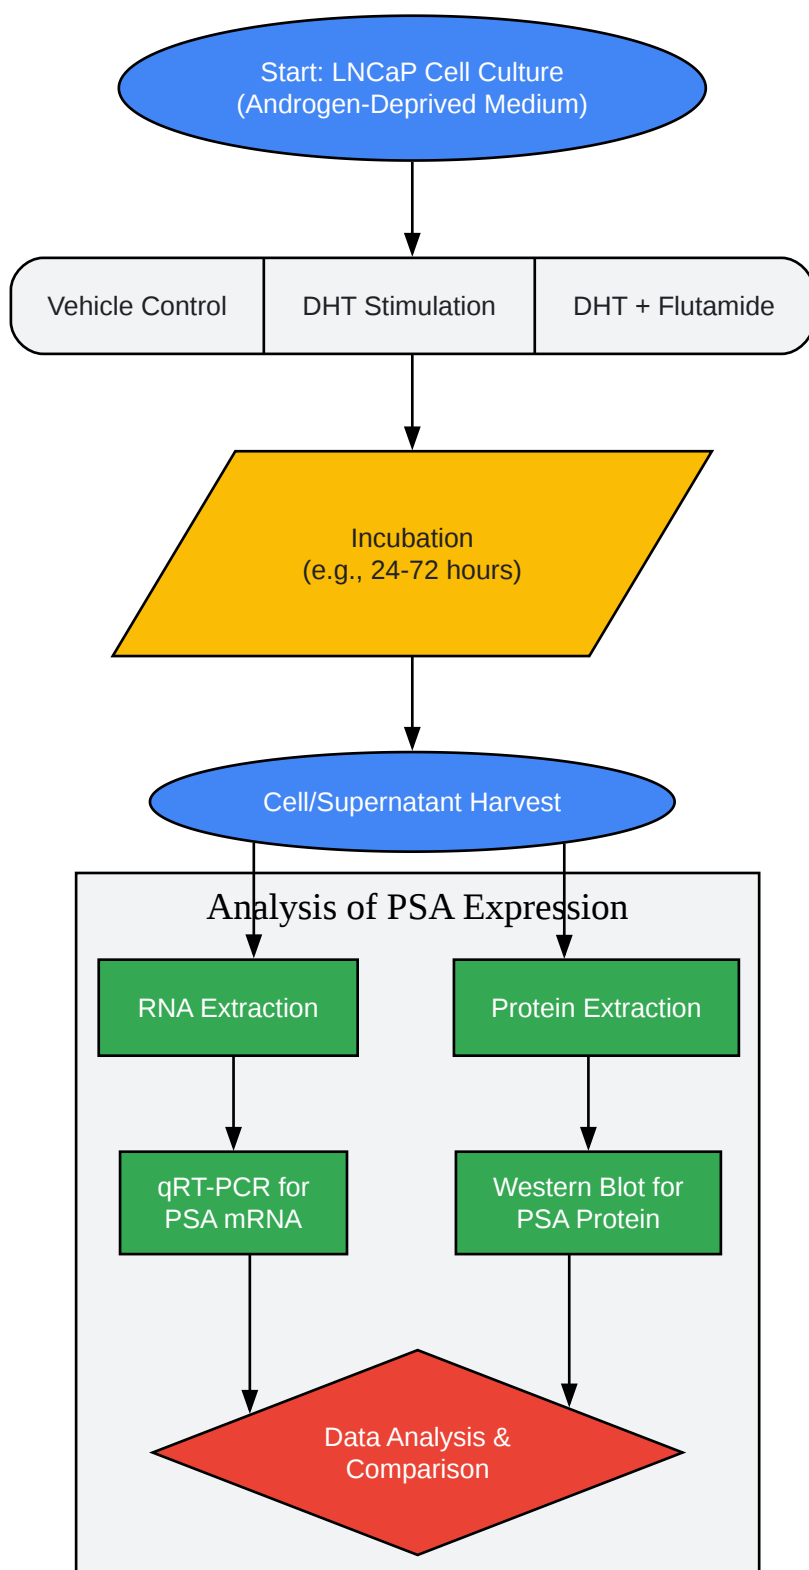 Start: LNCaP Cell Culture
(Androgen-Deprived Medium)
Vehicle Control
DHT Stimulation
DHT + Flutamide
Incubation
(e.g., 24-72 hours)
Cell/Supernatant Harvest
Analysis of PSA Expression
RNA Extraction
Protein Extraction
qRT-PCR for
PSA mRNA
Western Blot for
PSA Protein
Data Analysis &
Comparison